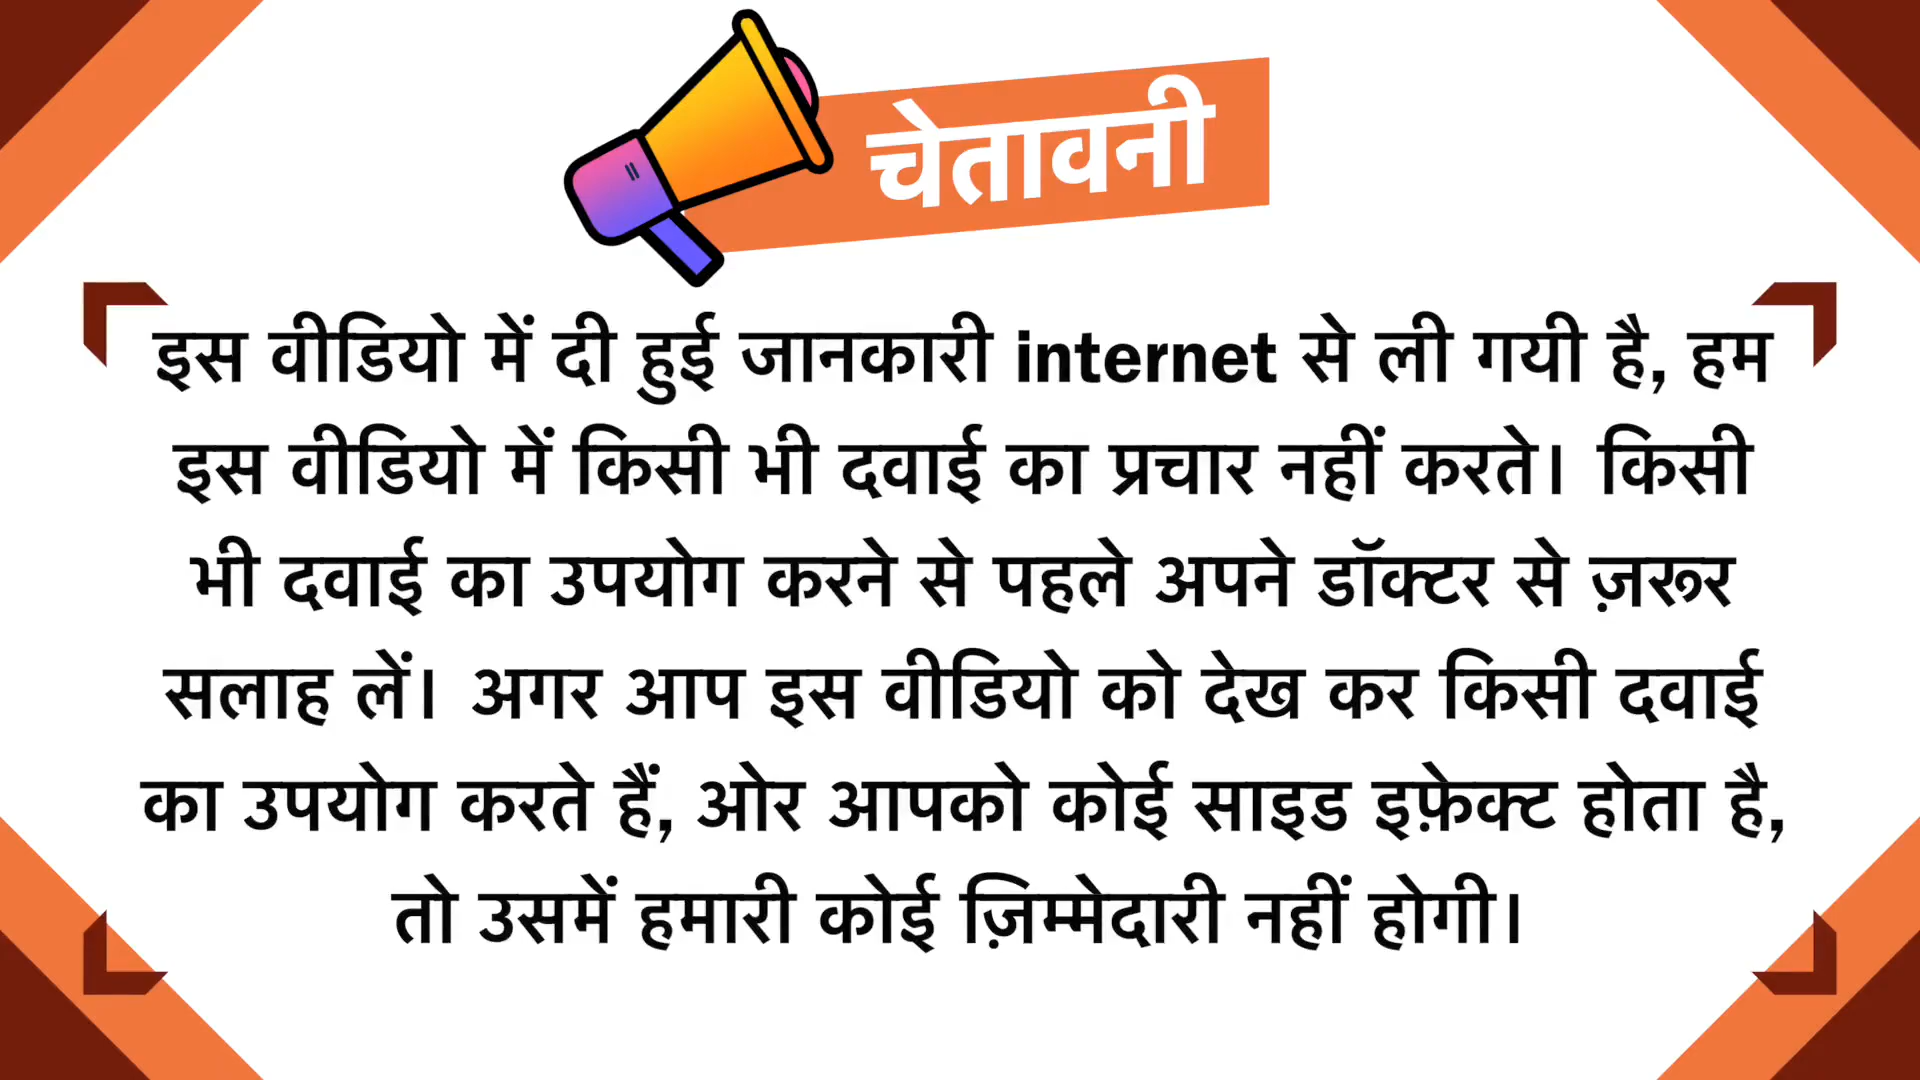 चेतावनी
इस वीडियो में दी हुई जानकारी internet से ली गयी है, हम
इस वीडियो में किसी भी दवाई का प्रचार नहीं करते। किसी
भी दवाई का उपयोग करने से पहले अपने डॉक्टर से ज़रूर
सलाह लें। अगर आप इस वीडियो को देख कर किसी दवाई
का उपयोग करते हैं, ओर आपको कोई साइड इफ़ेक्ट होता है,
तो उसमें हमारी कोई ज़िम्मेदारी नहीं होगी।